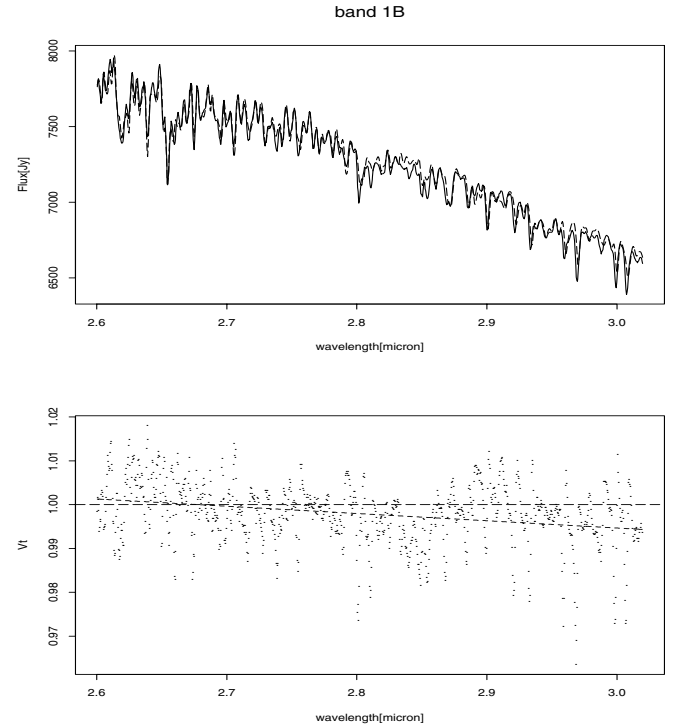 band 1B
8000
7500
7000
6500
Flux[Jy]
2.6 2.7 2.8 2.9 3.0
wavelength[micron]
1.02
1.01
1.00
0.99
0.98
0.97
Vt
2.6 2.7 2.8 2.9 3.0
wavelength[micron]